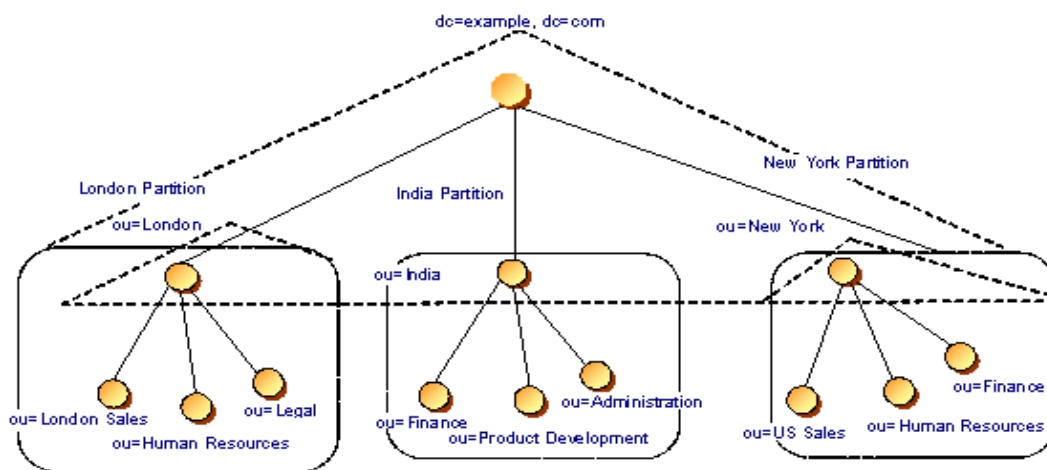 dc=example, dc=com
London Partition
India Partition
New York Partition
ou=London
ou=New York
ou=India
ou=London Sales
ou=Human Resources
ou=Legal
ou=Finance
ou=Product Development
ou=Administration
ou=US Sales
ou=Human Resources
ou=Finance